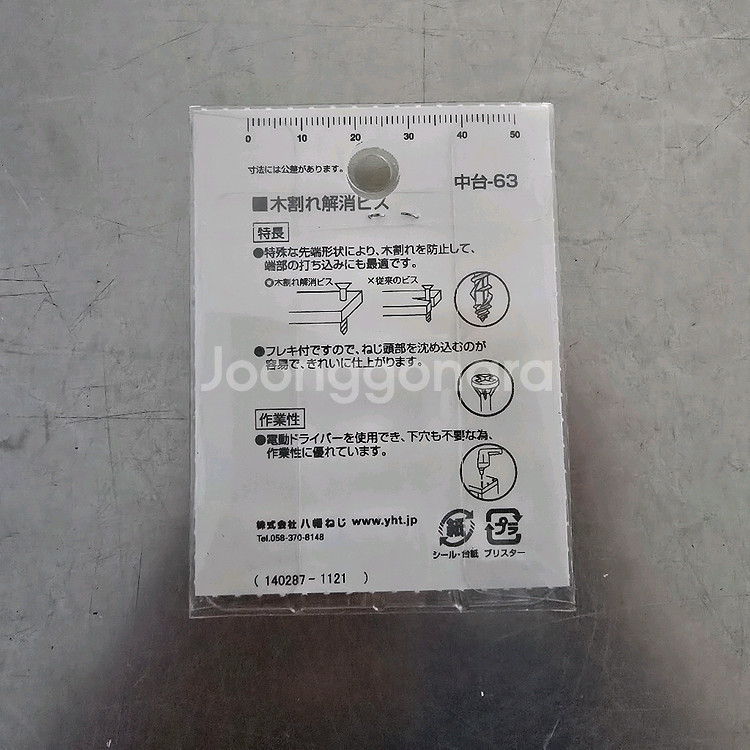 0 10 20 30 40 50
寸法には公差があります。
中台-63
■木割れ解消ビス
特長
●特殊な先端形状により、木割れを防止して、
端部の打ち込みにも最適です。
◎木割れ解消ビス ×従来のビス
●フレキ付ですので、ねじ頭部を沈め込むのが
容易で、きれいに仕上がります。
Joonggonara
作業性
●電動ドライバーを使用でき、下穴も不要な為、
作業性に優れています。
株式会社 八幡ねじ www.yht.jp
Tel.058-370-8148
紙 プラ
シール・台紙 ブリスター
( 140287-1121 )